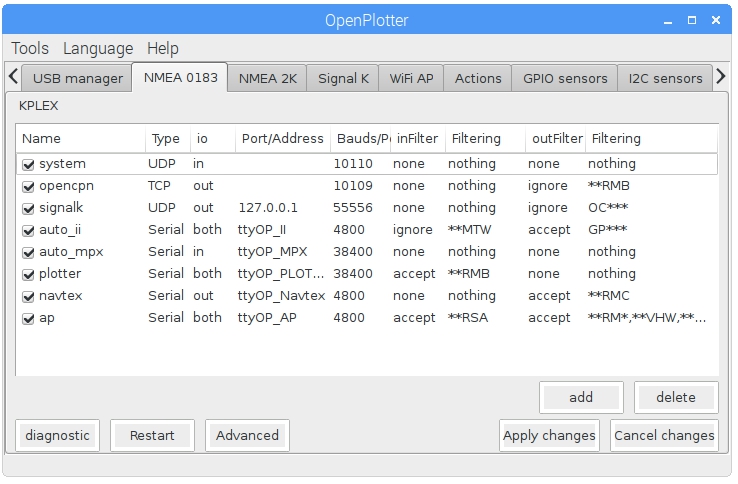 OpenPlotter
Tools Language Help
USB manager NMEA 0183 NMEA 2K Signal K WiFi AP Actions GPIO sensors I2C sensors
KPLEX
Name Type io Port/Address Bauds/Po inFilter Filtering outFilter Filtering
system UDP in 10110 none nothing none nothing
opencpn TCP out 10109 none nothing ignore **RMB
signalk UDP out 127.0.0.1 55556 none nothing ignore OC***
auto_ii Serial both ttyOP_II 4800 ignore **MTW accept GP***
auto_mpx Serial in ttyOP_MPX 38400 none nothing none nothing
plotter Serial both ttyOP_PLOT... 38400 accept **RMB none nothing
navtex Serial out ttyOP_Navtex 4800 none nothing accept **RMC
ap Serial both ttyOP_AP 4800 accept **RSA accept **RM*,**VHW,**...
add delete
diagnostic Restart Advanced Apply changes Cancel changes